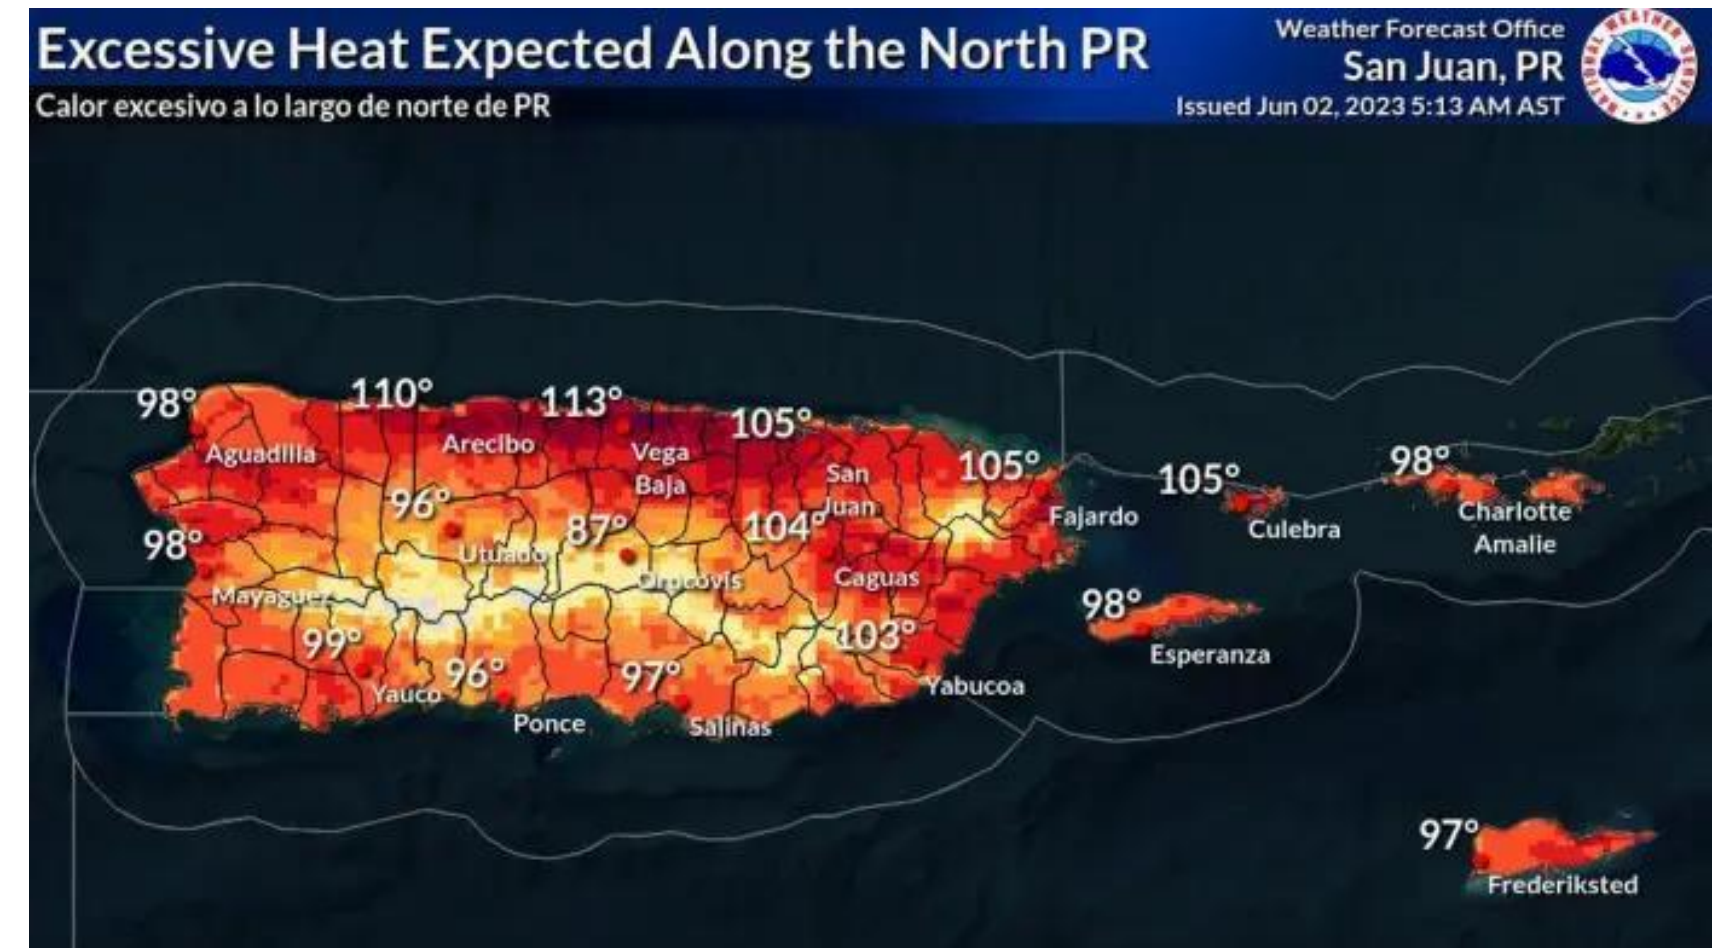 Excessive Heat Expected Along the North PR
Calor excesivo a lo largo de norte de PR
Weather Forecast Office
San Juan, PR
Issued Jun 02, 2023 5:13 AM AST
NATIONAL WEATHER SERVICE
98°
110°
113°
105°
Aguadilla
Arecibo
Vega
Baja
San
Juan
105°
105°
98°
Fajardo
Culebra
Charlotte
Amalie
98°
96°
87°
104°
Utuado
Orocovis
Caguas
Mayaguez
98°
Esperanza
99°
96°
97°
103°
Yauco
Ponce
Salinas
Yabucoa
97°
Frederiksted